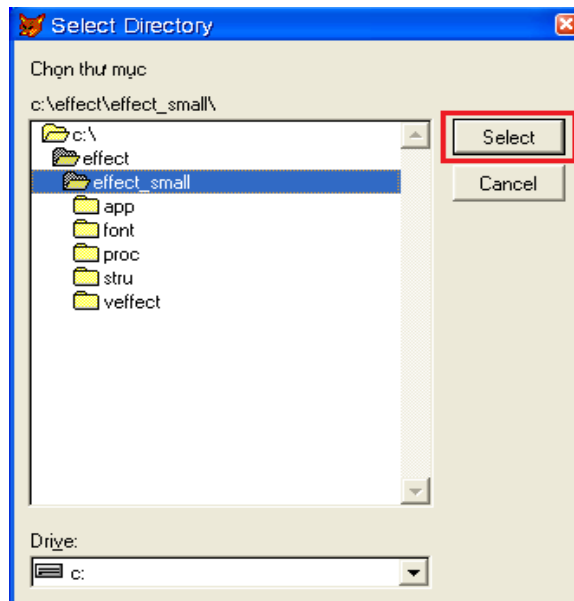 Select Directory
Chọn thư mục
c:\effect\effect_small\
c:\
effect
effect_small
app
font
proc
stru
veffect
Select
Cancel
Drive:
c: